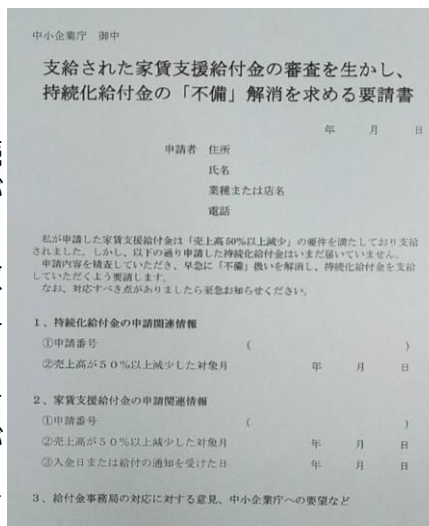 中小企業庁 御中
支給された家賃支援給付金の審査を生かし、
持続化給付金の「不備」解消を求める要請書
年 月 日
申請者 住所
氏名
業種または店名
電話
私が申請した家賃支援給付金は「売上高50%以上減少」の要件を満たしており支給
されました。しかし、以下の通り申請した持続化給付金はいまだ届いていません。
申請内容を精査していただき、早急に「不備」扱いを解消し、持続化給付金を支給
していただくよう要請します。
なお、対応すべき点がありましたら至急お知らせください。
1、持続化給付金の申請関連情報
①申請番号 ( )
②売上高が50%以上減少した対象月 年 月 日
2、家賃支援給付金の申請関連情報
①申請番号 ( )
②売上高が50%以上減少した対象月 年 月 日
③入金日または給付の通知を受けた日 年 月 日
3、給付金事務局の対応に対する意見、中小企業庁への要望など